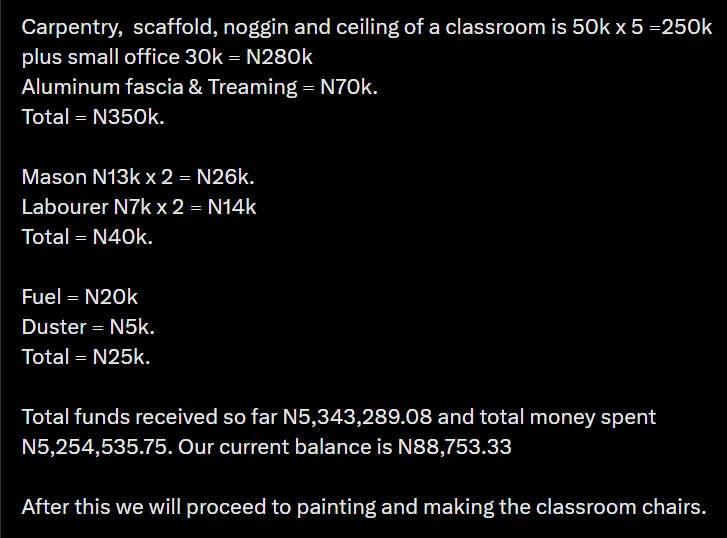 Carpentry,  scaffold, noggin and ceiling of a classroom is 50k x 5 =250k
plus small office 30k = N280k
Aluminum fascia & Treaming = N70k.
Total = N350k.
Mason N13k x 2 = N26k.
Labourer N7k x 2 = N14k
Total = N40k.
Fuel = N20k
Duster = N5k.
Total = N25k.
Total funds received so far N5,343,289.08 and total money spent
N5,254,535.75. Our current balance is N88,753.33
After this we will proceed to painting and making the classroom chairs.